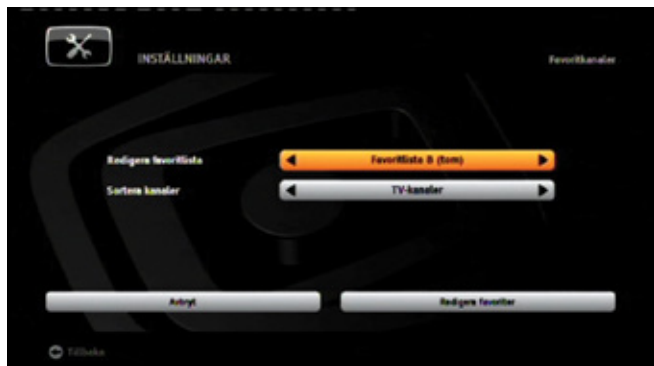 INSTÄLLNINGAR
Favoritkanaler
Redigera favoritlista
Favoritlista B (tom)
Sortera kanaler
TV-kanaler
Avbryt
Redigera favoriter
Tillbaka